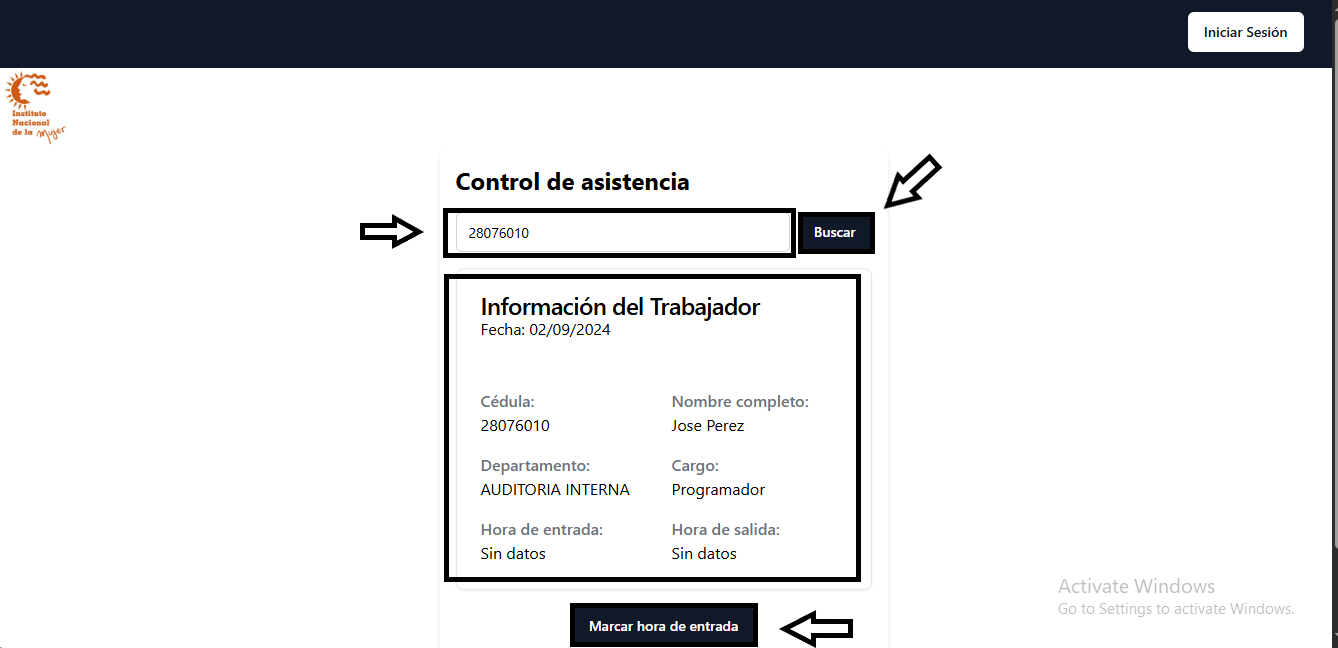 Iniciar Sesión
Instituto
Nacional
de la Mujer
Control de asistencia
28076010
Buscar
Información del Trabajador
Fecha: 02/09/2024
Cédula:
Nombre completo:
28076010
Jose Perez
Departamento:
Cargo:
AUDITORIA INTERNA
Programador
Hora de entrada:
Hora de salida:
Sin datos
Sin datos
Marcar hora de entrada
Activate Windows
Go to Settings to activate Windows.